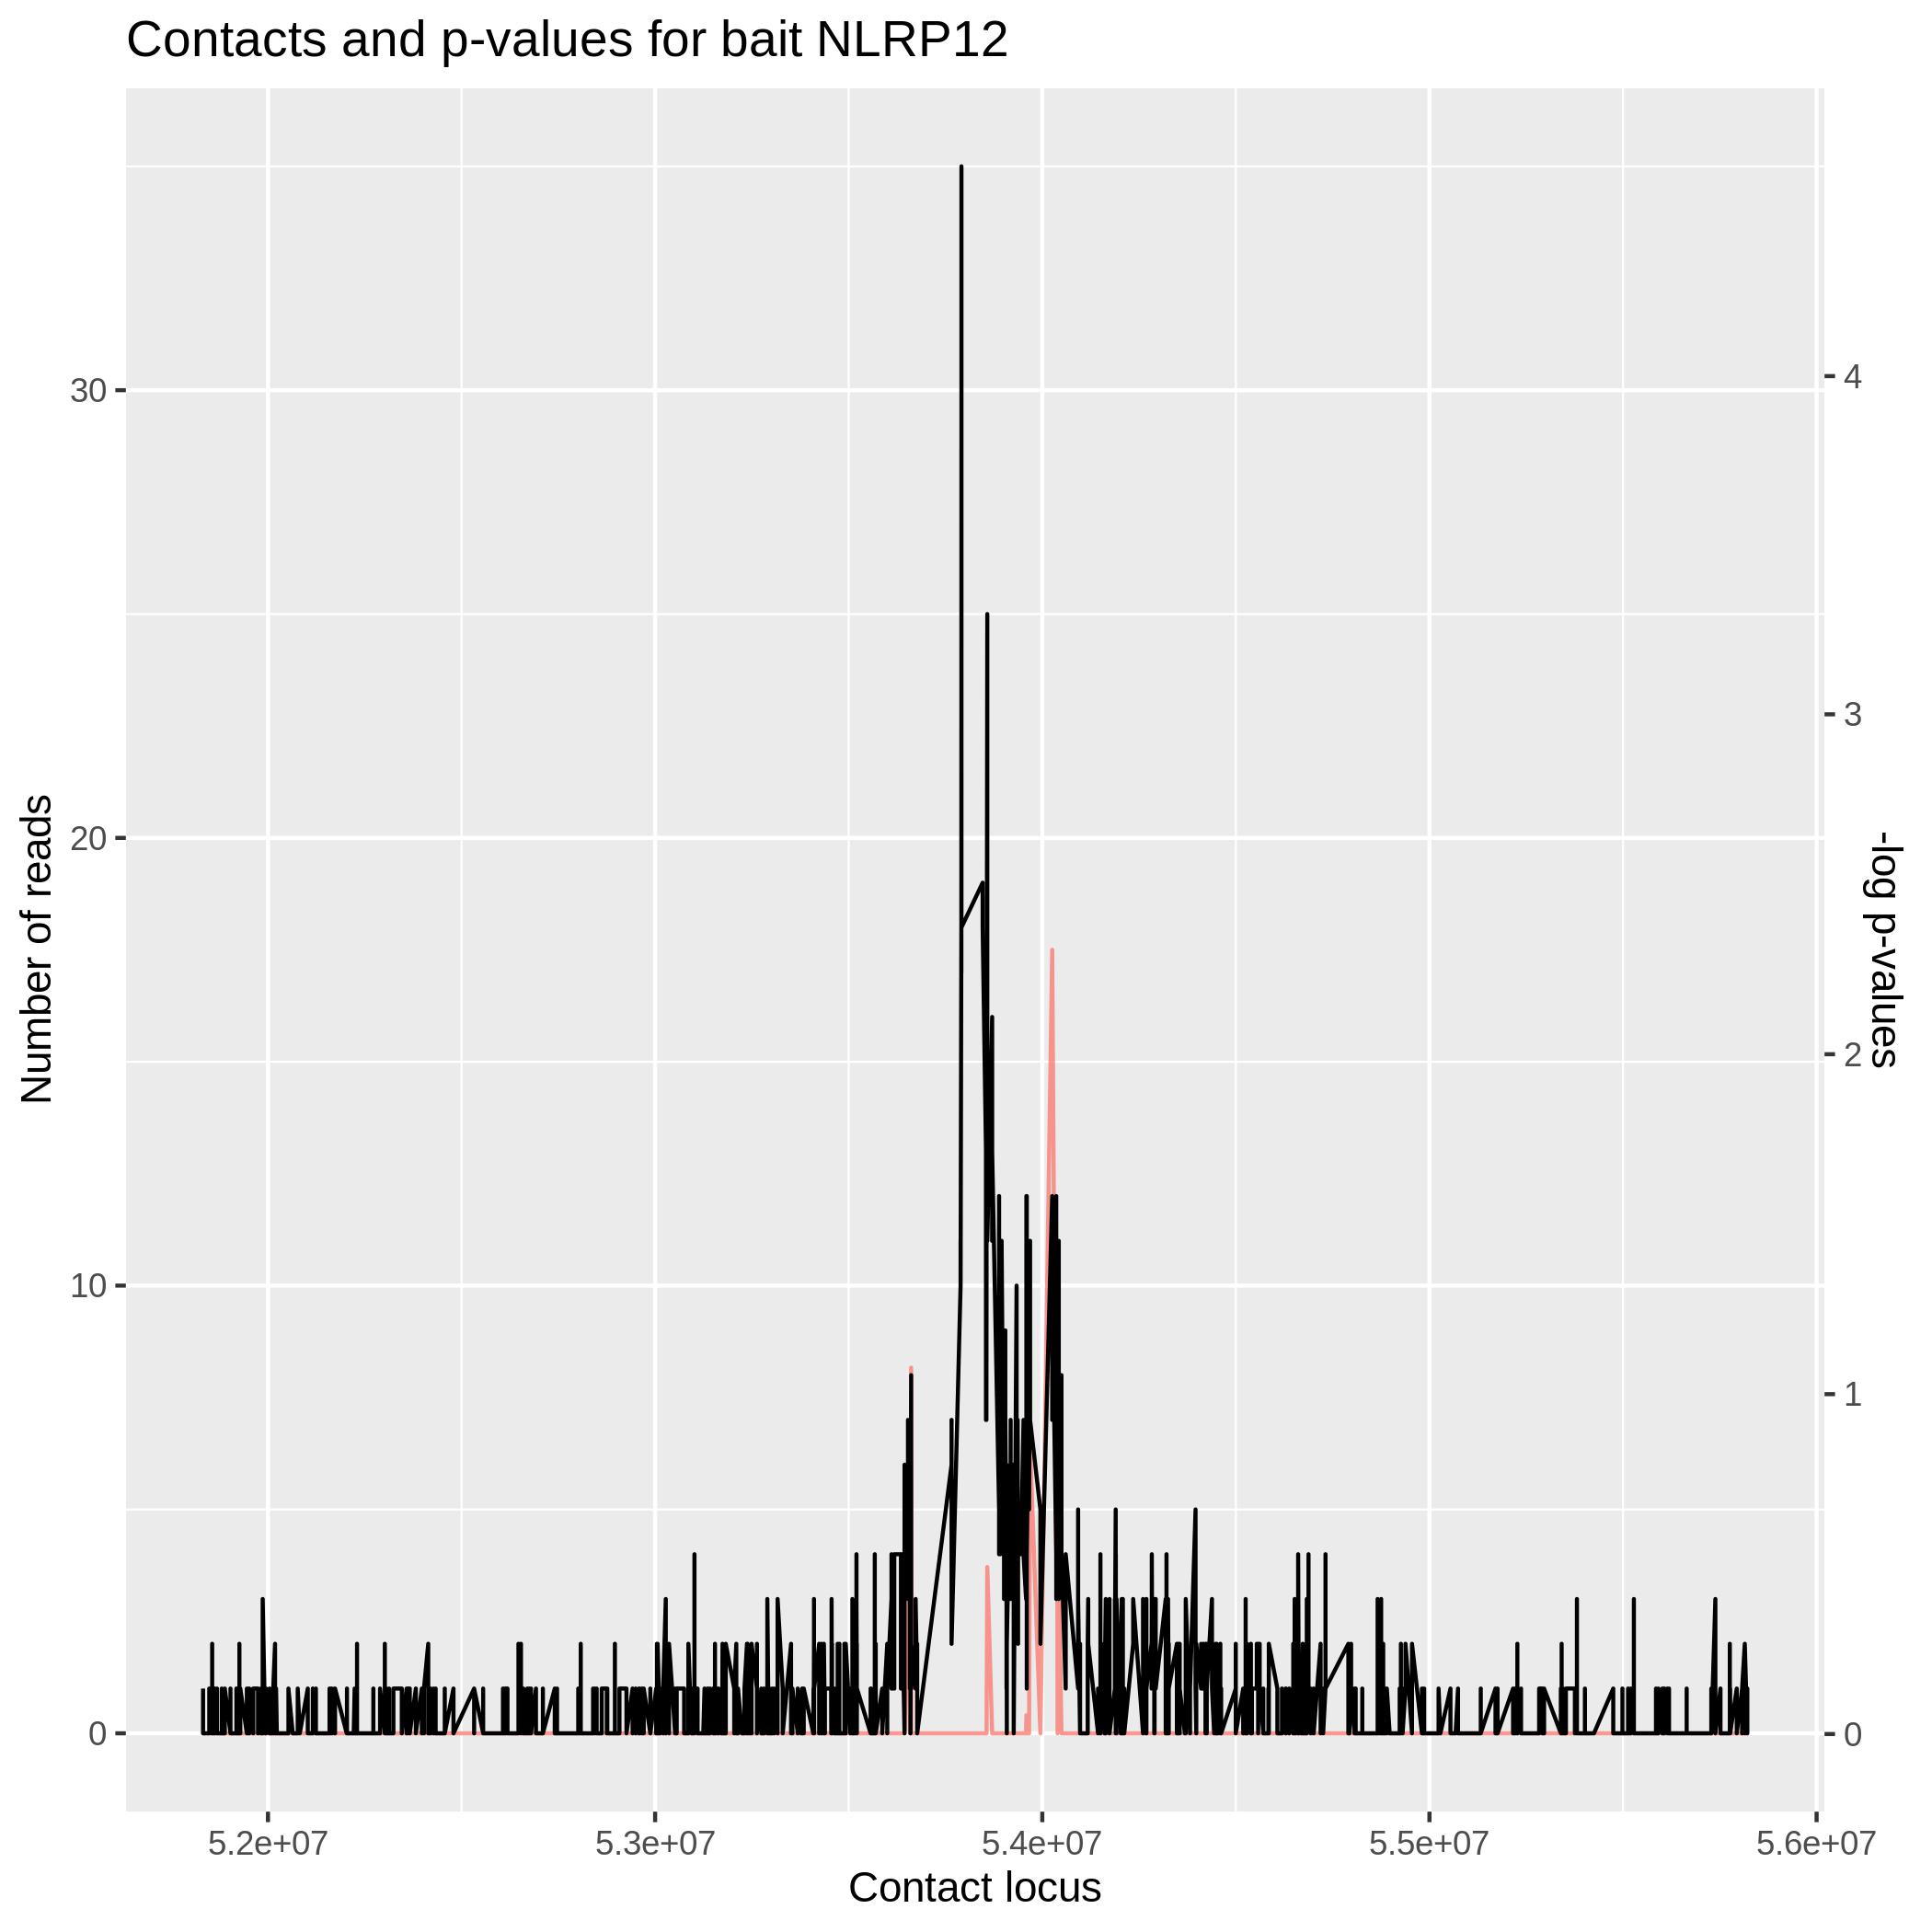 Contacts and p-values for bait NLRP12
Number of reads
30
20
10
0
4
3
2
1
0
-log p-values
5.2e+07
5.3e+07
5.4e+07
5.5e+07
5.6e+07
Contact locus